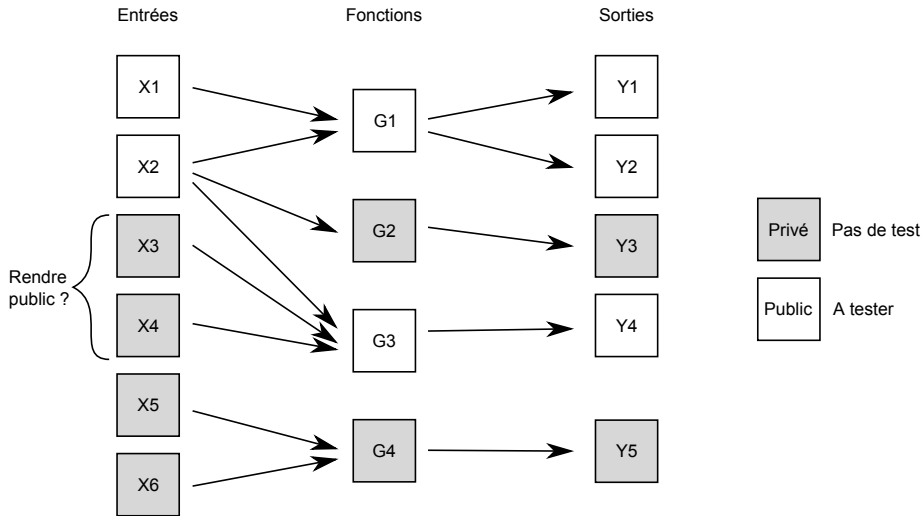 Entrées
Fonctions
Sorties
X1
X2
X3
X4
X5
X6
Rendre
public ?
G1
G2
G3
G4
Y1
Y2
Y3
Y4
Y5
Privé
Pas de test
Public
A tester